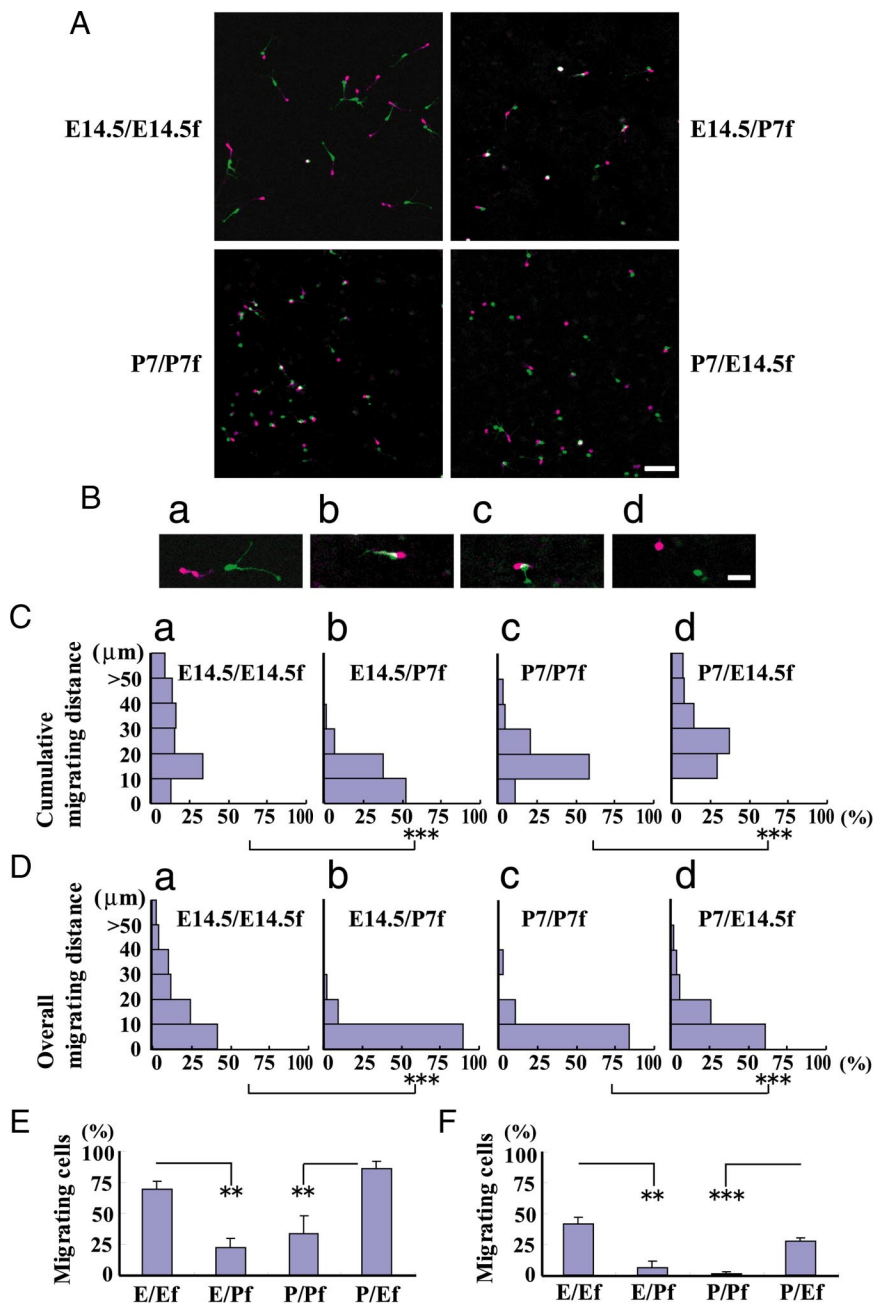 A
E14.5/E14.5f
E14.5/P7f
P7/P7f
P7/E14.5f
B
a b c d
C
a b c d
(μm) E14.5/E14.5f E14.5/P7f P7/P7f P7/E14.5f
>50
40
30
20
10
0
Cumulative
migrating distance
0 25 50 75 100 0 25 50 75 100 0 25 50 75 100 0 25 50 75 100 (%)
*** ***
D
a b c d
(μm) E14.5/E14.5f E14.5/P7f P7/P7f P7/E14.5f
>50
40
30
20
10
0
Overall
migrating distance
0 25 50 75 100 0 25 50 75 100 0 25 50 75 100 0 25 50 75 100 (%)
*** ***
E
(%)
100
75
50
25
Migrating cells
** **
E/Ef E/Pf P/Pf P/Ef
F
(%)
100
75
50
25
Migrating cells
** ***
E/Ef E/Pf P/Pf P/Ef